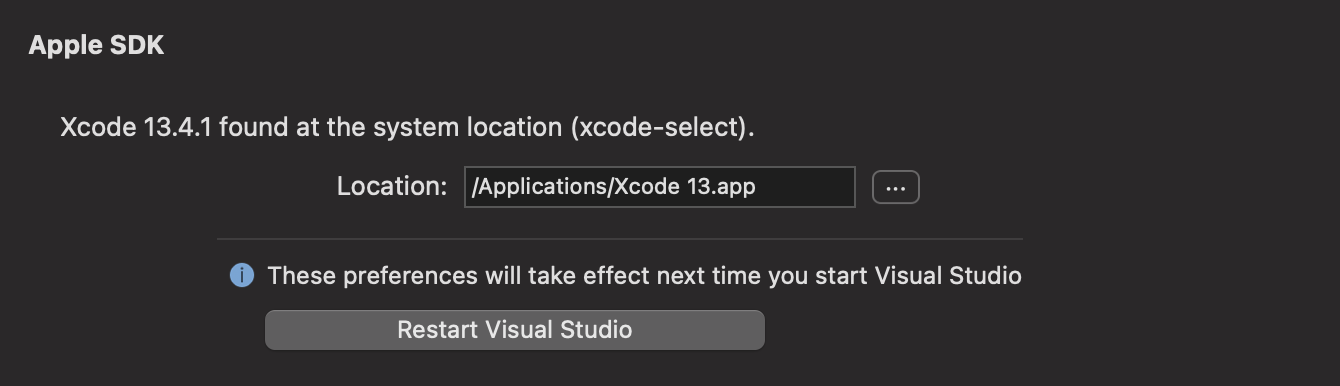 Apple SDK
Xcode 13.4.1 found at the system location (xcode-select).
Location: /Applications/Xcode 13.app ...
These preferences will take effect next time you start Visual Studio
Restart Visual Studio